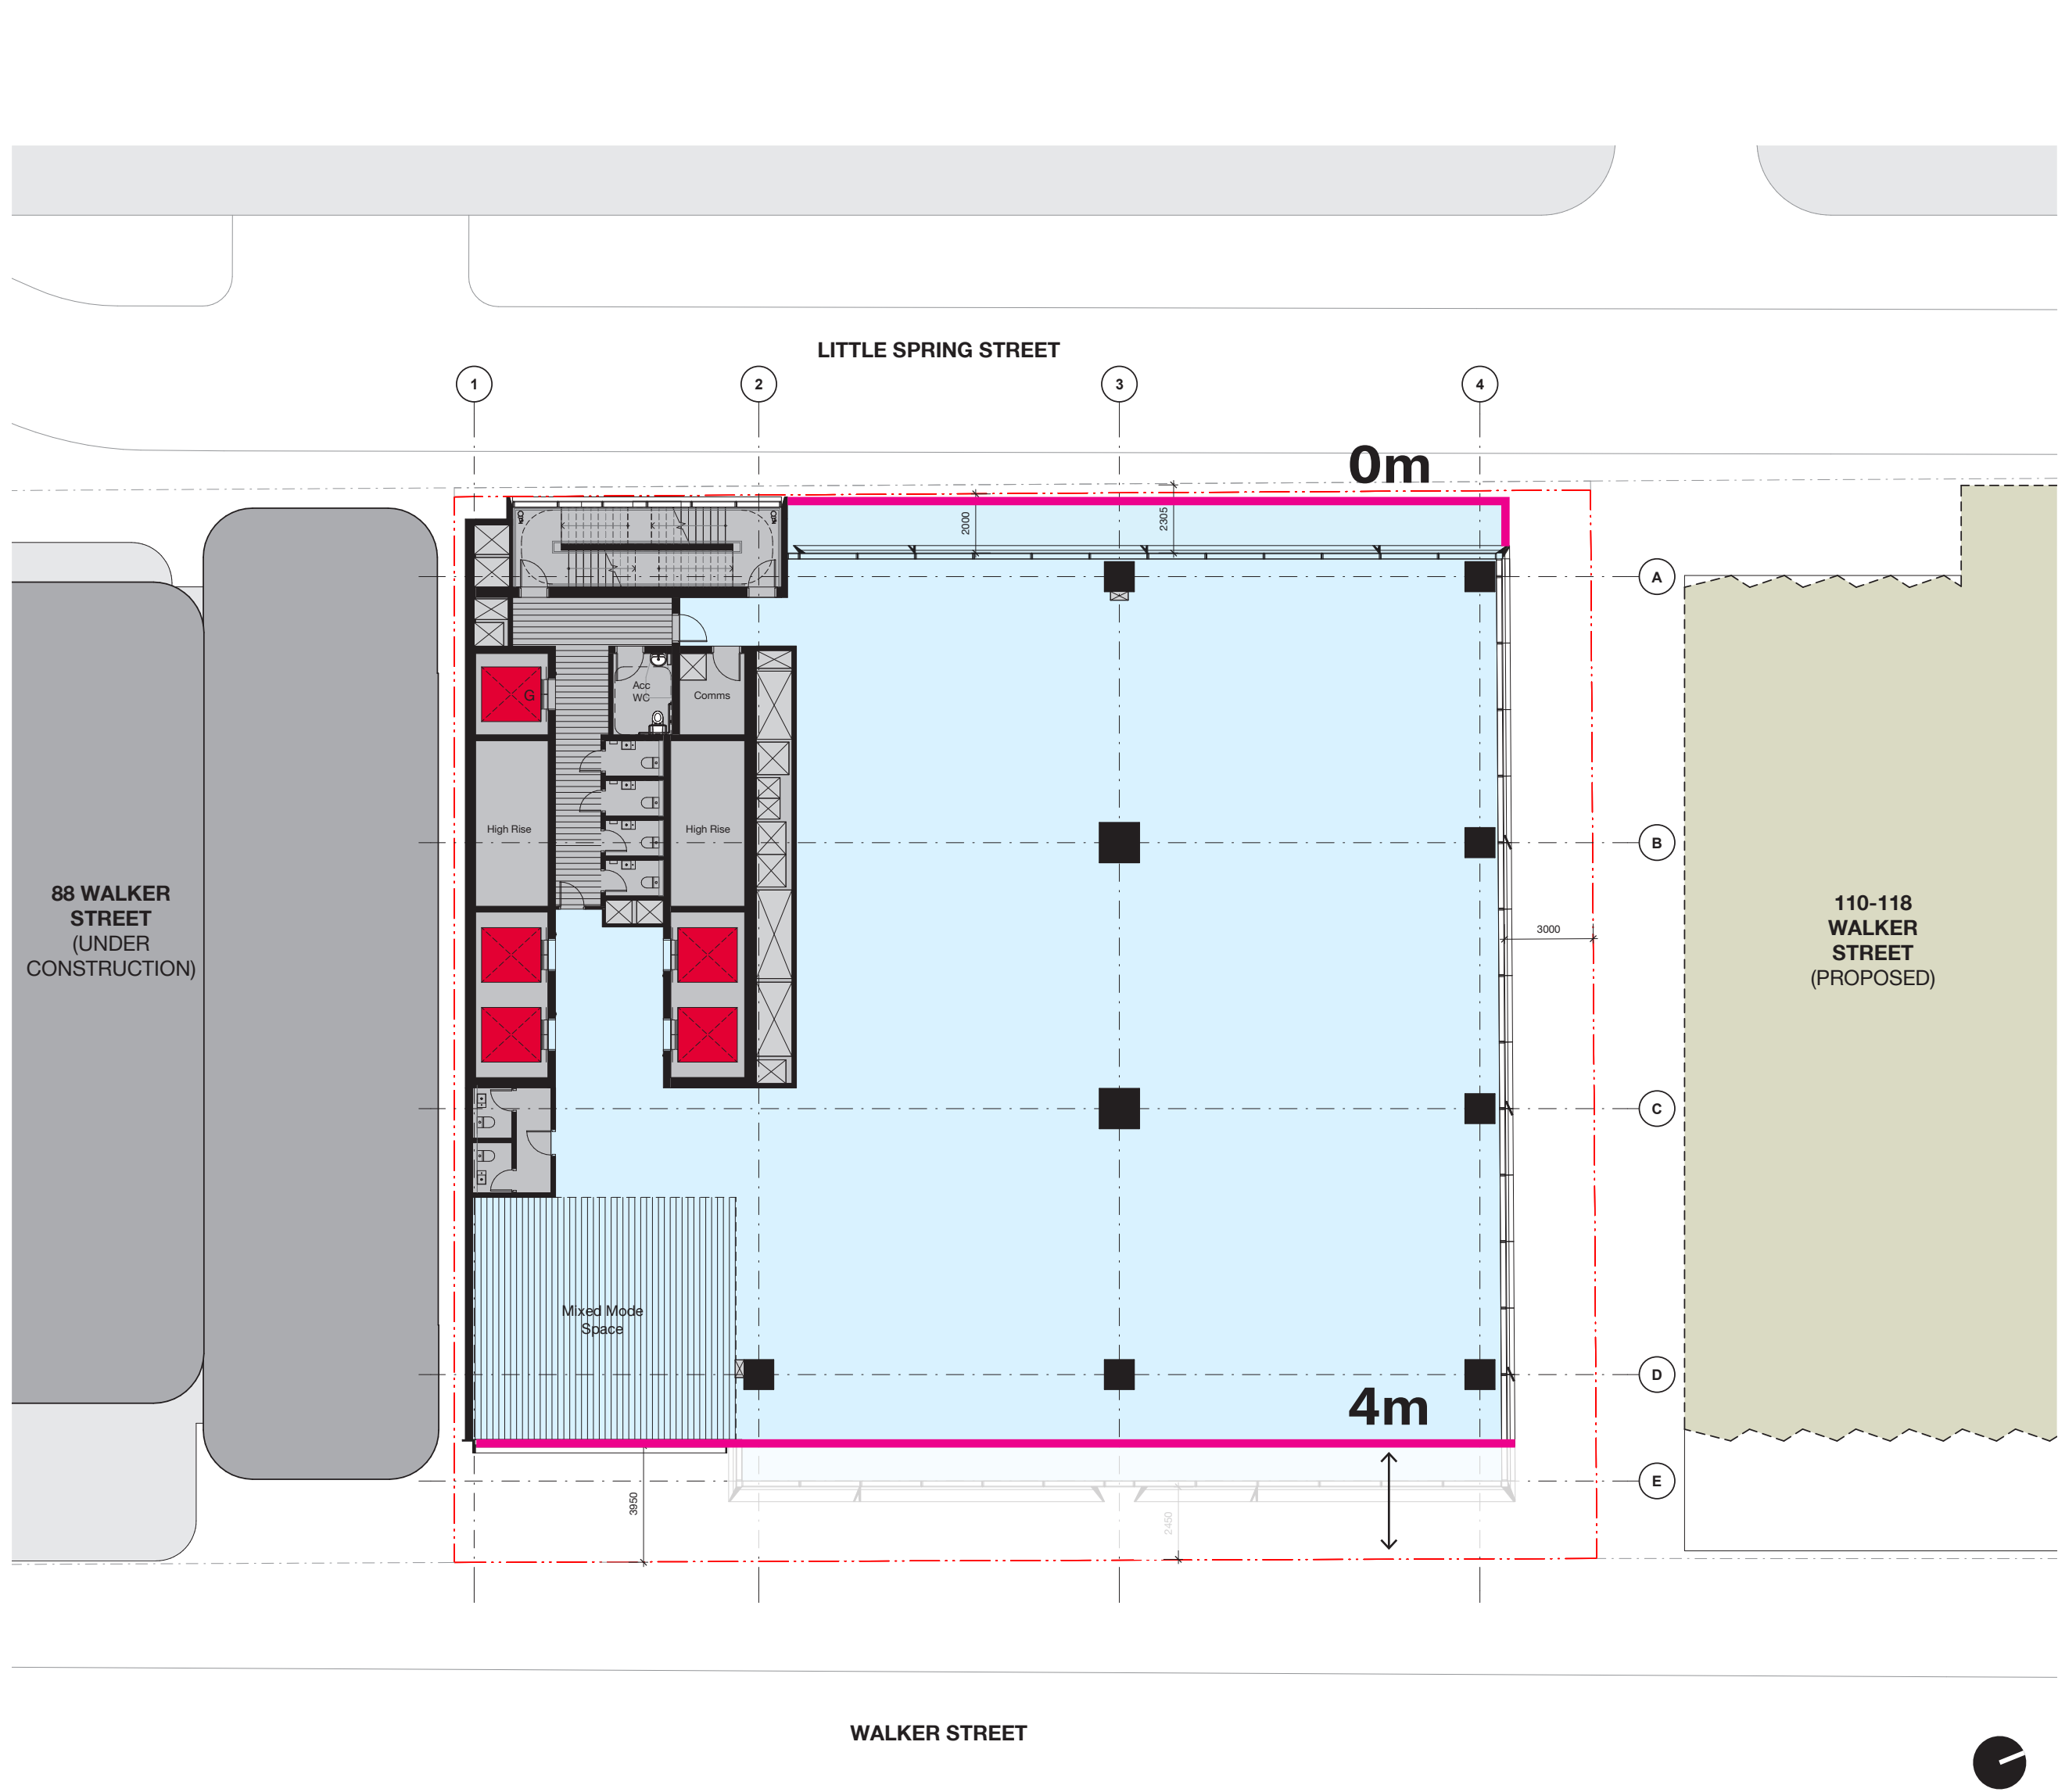 LITTLE SPRING STREET
1
2
3
4
0m
2000
2305
A
G
Acc
WC
Comms
High Rise
High Rise
B
88 WALKER
STREET
(UNDER
CONSTRUCTION)
110-118
WALKER
STREET
(PROPOSED)
3000
C
Mixed Mode
Space
D
4m
E
3950
2450
WALKER STREET